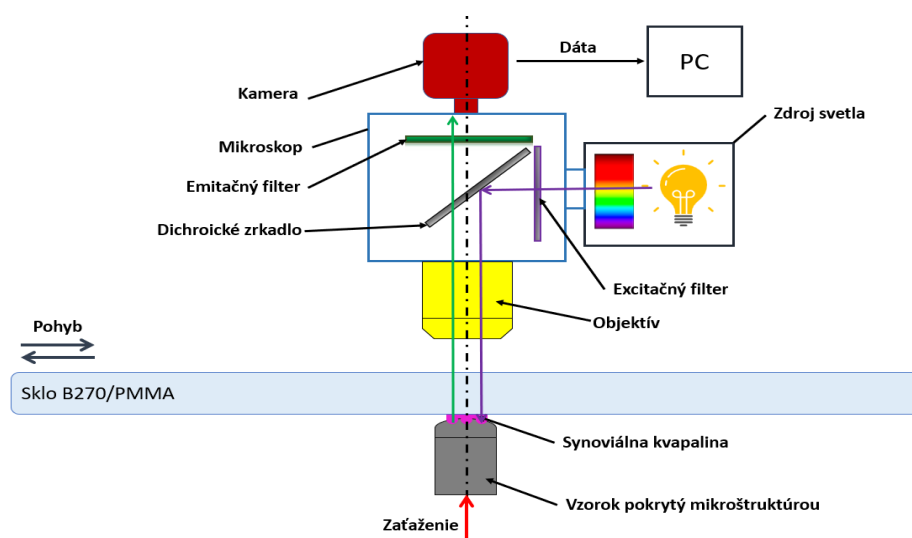 Dáta
PC
Kamera
Zdroj svetla
Mikroskop
Emitačný filter
Dichroické zrkadlo
Excitačný filter
Objektív
Pohyb
Sklo B270/PMMA
Synoviálna kvapalina
Vzorok pokrytý mikroštruktúrou
Zaťaženie